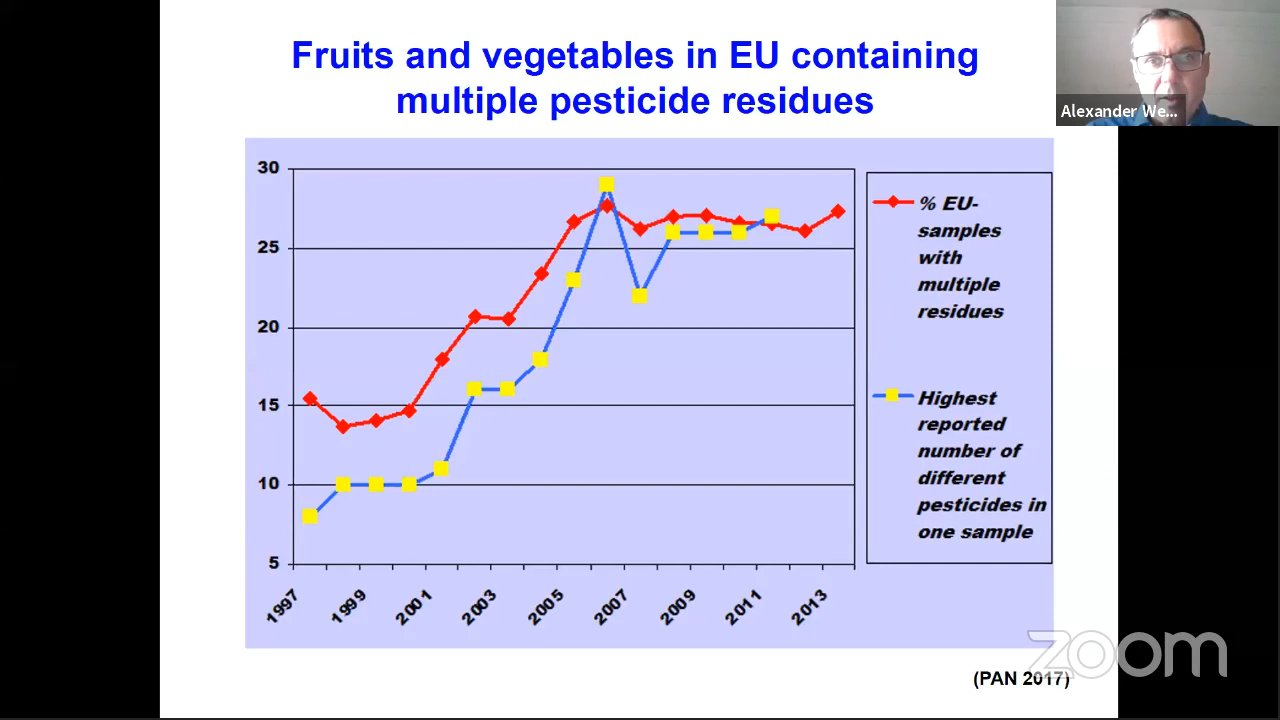 Fruits and vegetables in EU containing
multiple pesticide residues
Alexander We...
30
25
20
15
10
5
1997
1999
2001
2003
2005
2007
2009
2011
2013
% EU-
samples
with
multiple
residues
Highest
reported
number of
different
pesticides in
one sample
zoom
(PAN 2017)